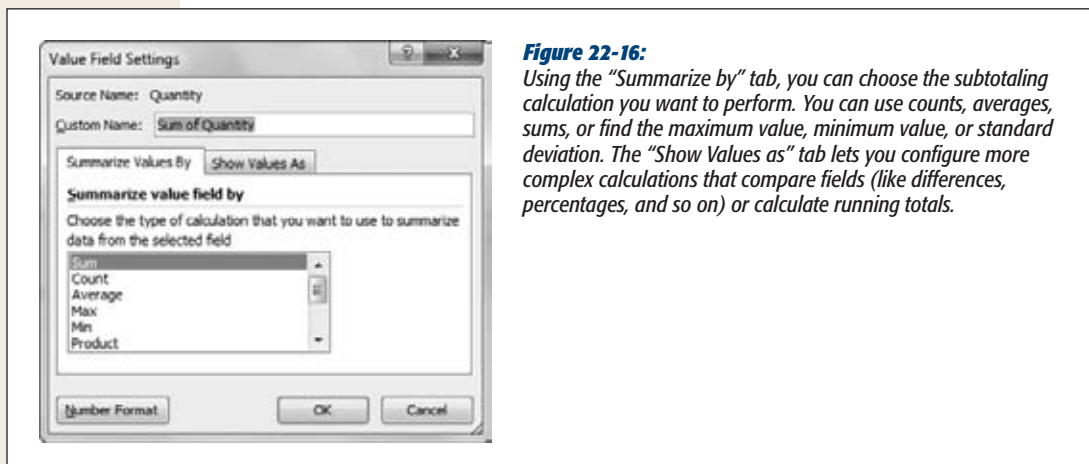 Value Field Settings
Source Name: Quantity
Custom Name: Sum of Quantity
Summarize Values By Show Values As
Summarize value field by
Choose the type of calculation that you want to use to summarize
data from the selected field
Sum
Count
Average
Max
Min
Product
Number Format OK Cancel
Figure 22-16:
Using the “Summarize by” tab, you can choose the subtotaling
calculation you want to perform. You can use counts, averages,
sums, or find the maximum value, minimum value, or standard
deviation. The “Show Values as” tab lets you configure more
complex calculations that compare fields (like differences,
percentages, and so on) or calculate running totals.